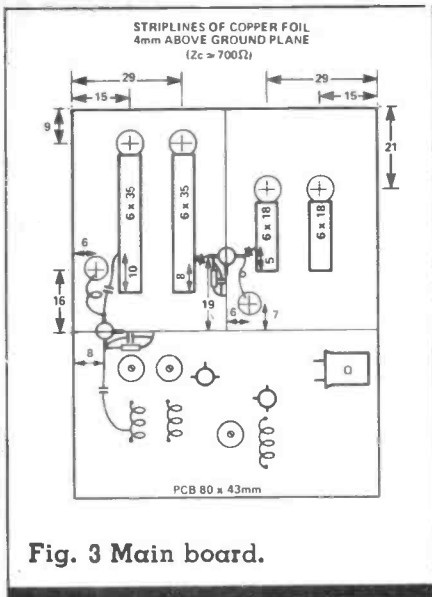 STRIPLINES OF COPPER FOIL
4mm ABOVE GROUND PLANE
(Zc ≃ 700Ω)
29
29
15
15
9
21
6 x 35
6 x 35
6 x 18
6 x 18
6
10
8
5
16
19
6
7
8
Q
PCB 80 x 43mm
Fig. 3 Main board.